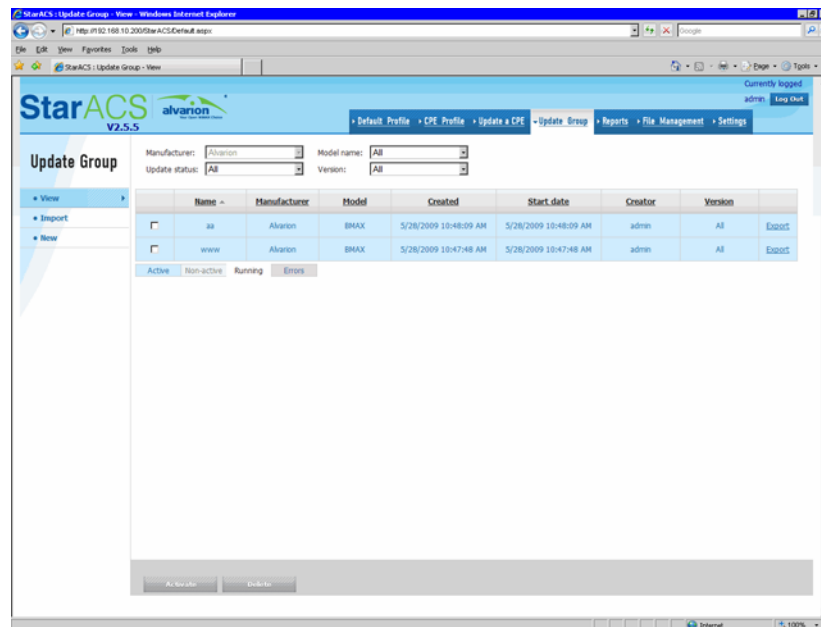 StarACS : Update Group - View - Windows Internet Explorer
http://192.168.10.200/StarACS/Default.aspx
Google
File Edit View Favorites Tools Help
StarACS : Update Group - View
Page Tools
Currently logged
admin Log Out
StarACS alvarion
V2.5.5
Default Profile CPE Profile Update a CPE Update Group Reports File Management Settings
Update Group
Manufacturer: Alvarion Model name: All
Update status: All Version: All
View
Import
New
Name Manufacturer Model Created Start date Creator Version
aa Alvarion BMAX 5/28/2009 10:48:09 AM 5/28/2009 10:48:09 AM admin All Export
www Alvarion BMAX 5/28/2009 10:47:48 AM 5/28/2009 10:47:48 AM admin All Export
Active Non-active Running Errors
Activate Delete
Internet 100%